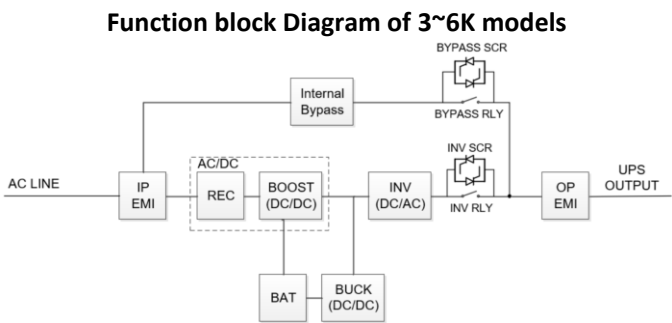 Function block Diagram of 3~6K models
BYPASS SCR
Internal
Bypass
BYPASS RLY
INV SCR
AC/DC
AC LINE
IP
EMI
REC
BOOST
(DC/DC)
INV
(DC/AC)
INV RLY
OP
EMI
UPS
OUTPUT
BAT
BUCK
(DC/DC)